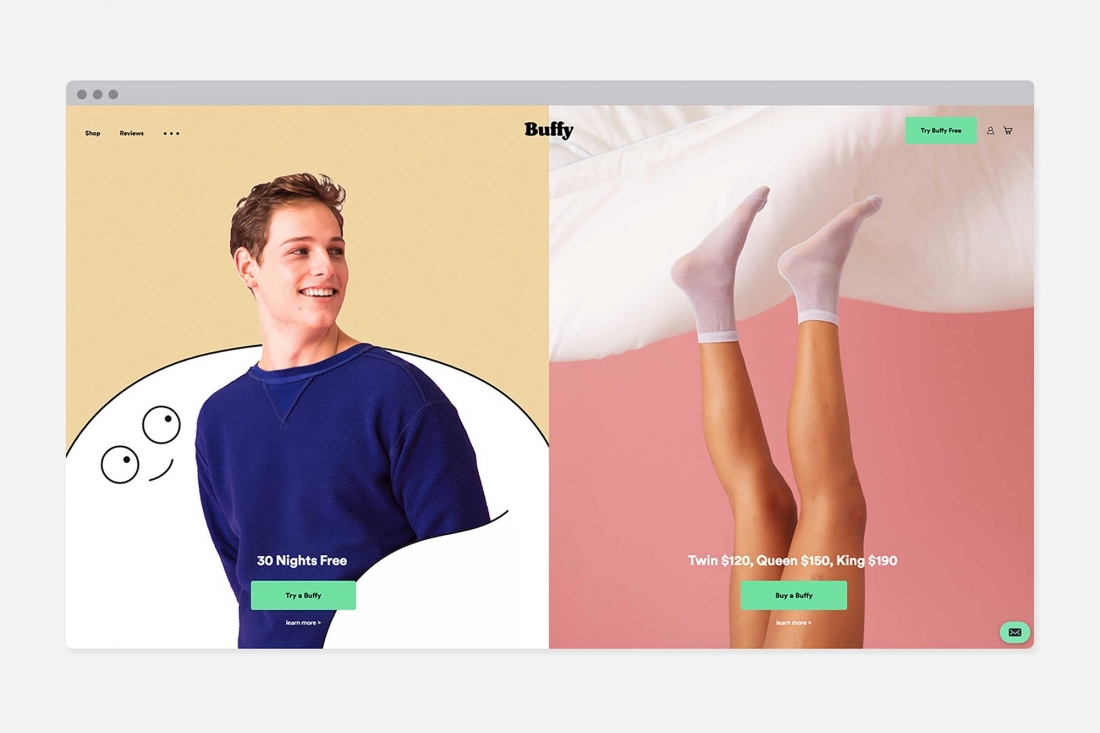 Shop
Reviews
Buffy
Try Buffy Free
30 Nights Free
Try a Buffy
learn more >
Twin $120, Queen $150, King $190
Buy a Buffy
learn more >